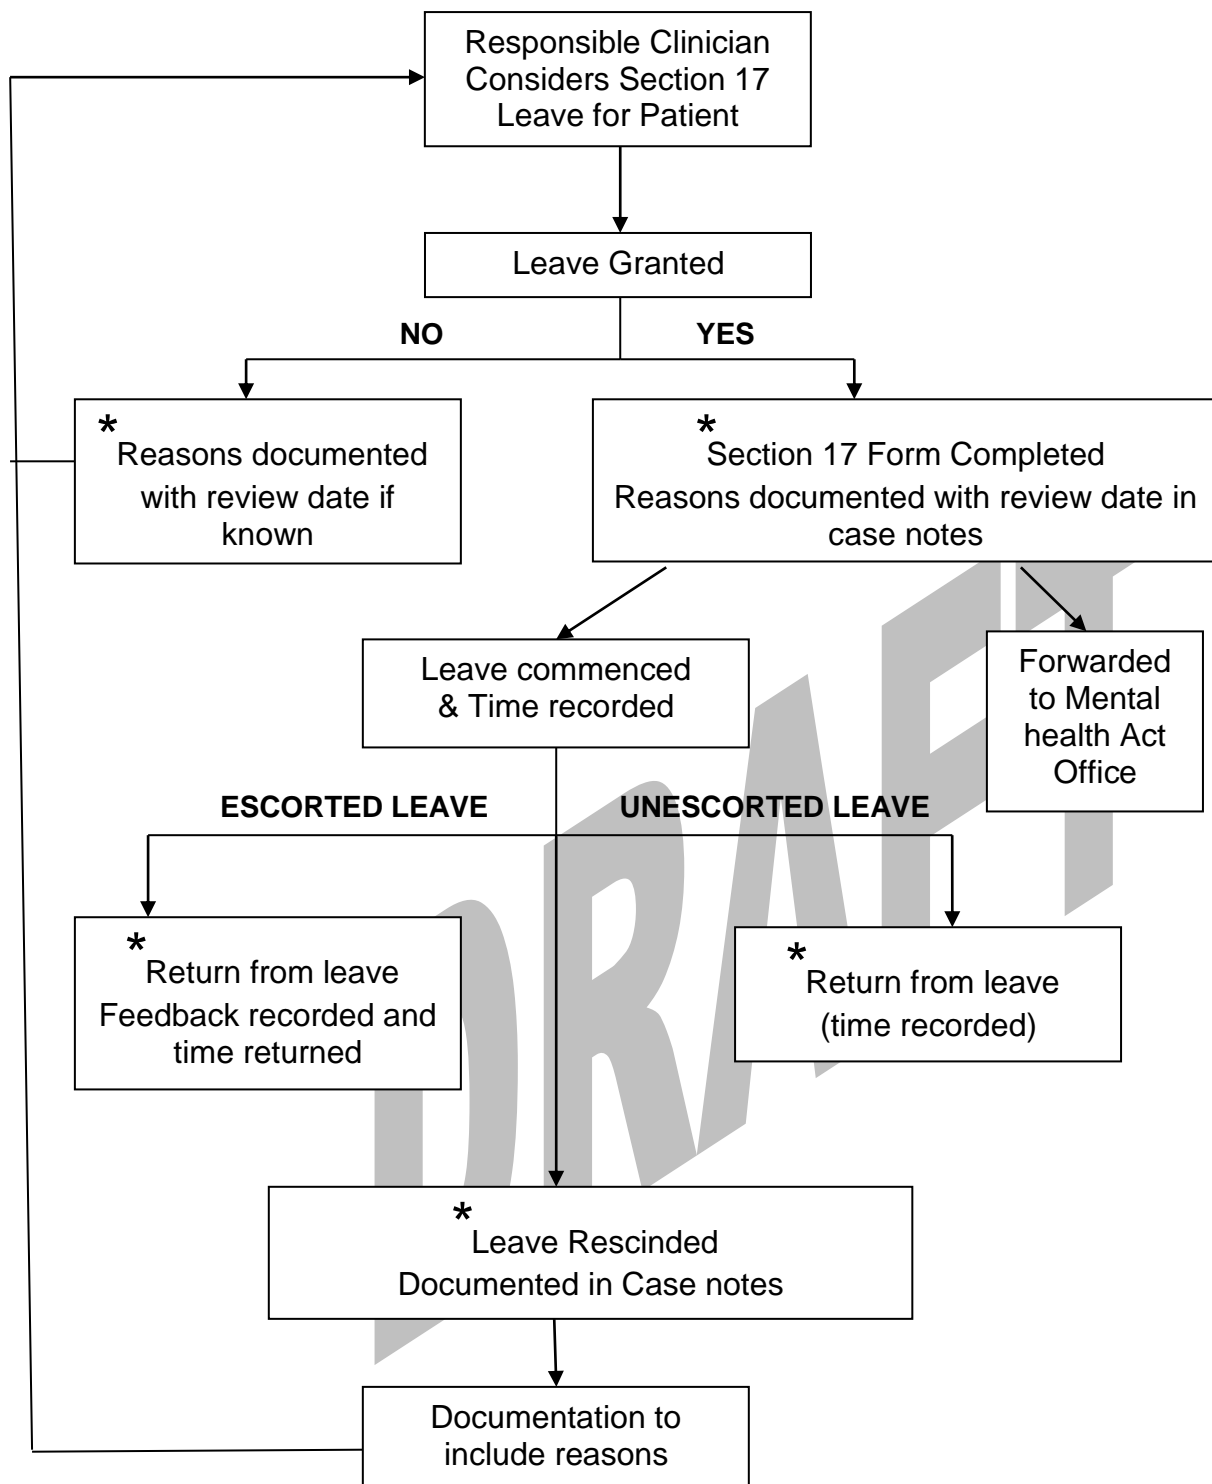 Responsible Clinician
Considers Section 17
Leave for Patient
Leave Granted
NO
YES
*Reasons documented
with review date if
known
*Section 17 Form Completed
Reasons documented with review date in
case notes
Leave commenced
& Time recorded
Forwarded
to Mental
health Act
Office
ESCORTED LEAVE
UNESCORTED LEAVE
*Return from leave
Feedback recorded and
time returned
*Return from leave
(time recorded)
*Leave Rescinded
Documented in Case notes
Documentation to
include reasons
DRAFT